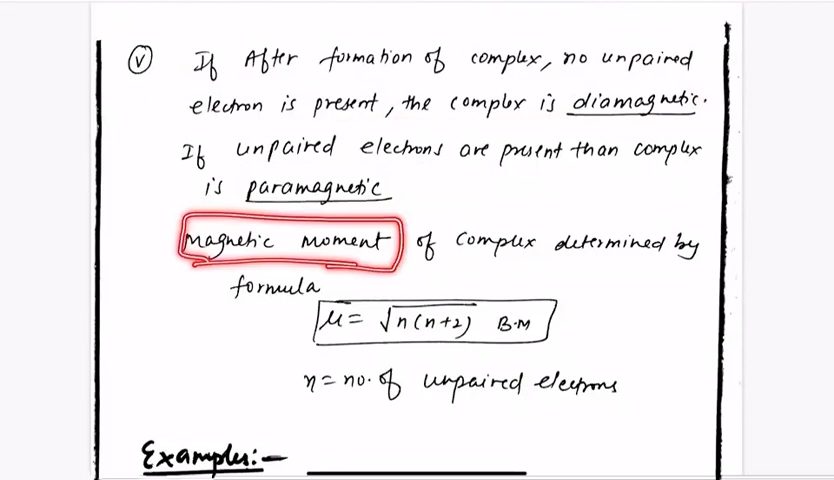 (V) If After formation of complex, no unpaired
electron is present, the complex is diamagnetic.
If unpaired electrons are present than complex
is paramagnetic
magnetic moment of complex determined by
formula
μ = √n(n+2) B.M
n = no. of unpaired electrons
Examples:-